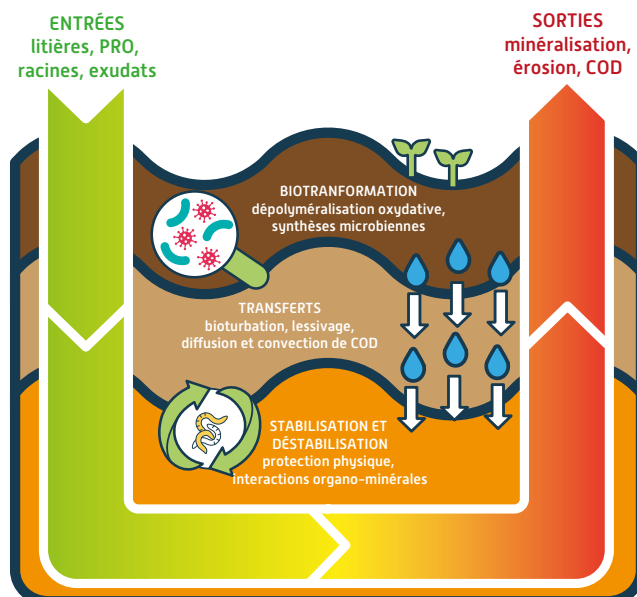 ENTRÉES
litières, PRO,
racines, exudats
SORTIES
minéralisation,
érosion, COD
BIOTRANFORMATION
dépolyméralisation oxydative,
synthèses microbiennes
TRANSFERTS
bioturbation, lessivage,
diffusion et convection de COD
STABILISATION ET
DÉSTABILISATION
protection physique,
interactions organo-minérales